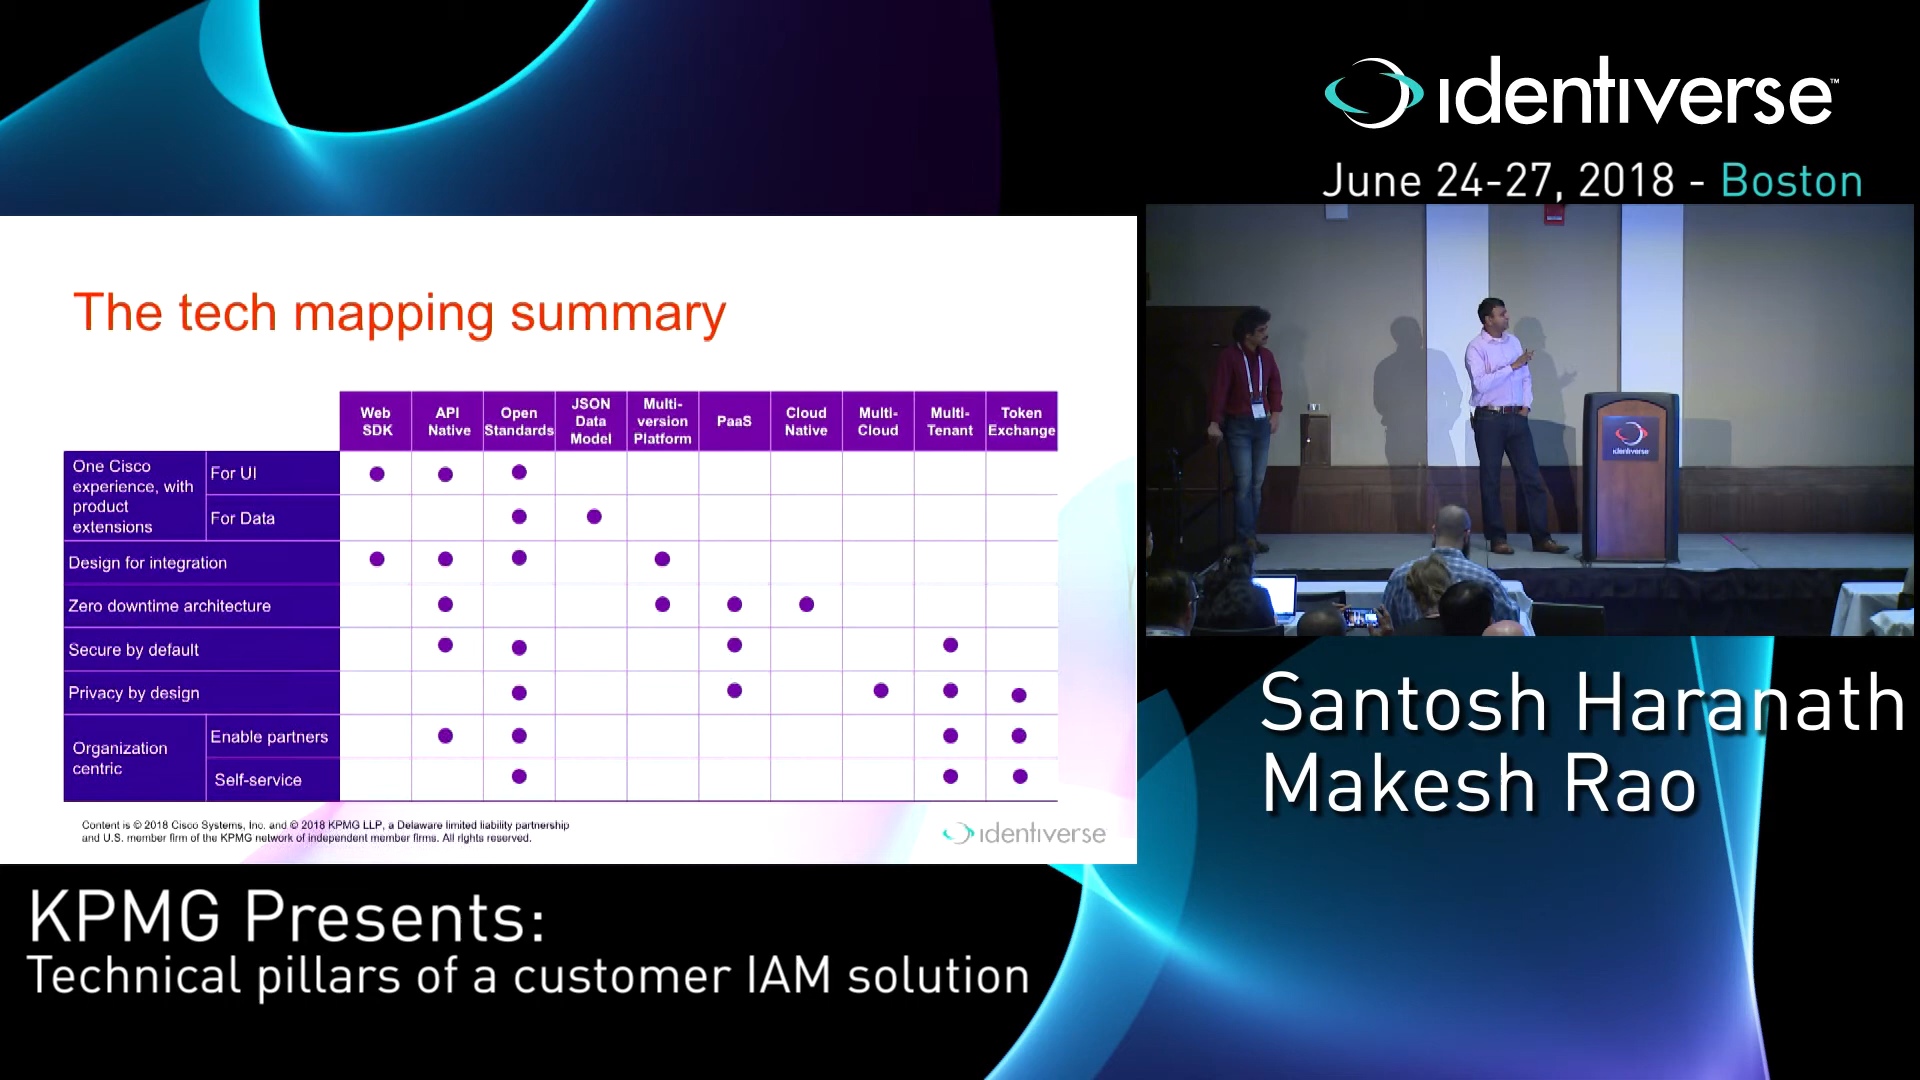 identiverse™
June 24-27, 2018 - Boston
The tech mapping summary
Web SDK
API Native
Open Standards
JSON Data Model
Multi-version Platform
PaaS
Cloud Native
Multi-Cloud
Multi-Tenant
Token Exchange
One Cisco experience, with product extensions
For UI
For Data
Design for integration
Zero downtime architecture
Secure by default
Privacy by design
Organization centric
Enable partners
Self-service
Content is © 2018 Cisco Systems, Inc. and © 2018 KPMG LLP, a Delaware limited liability partnership
and U.S. member firm of the KPMG network of independent member firms. All rights reserved.
identiverse
identiverse
Santosh Haranath
Makesh Rao
KPMG Presents:
Technical pillars of a customer IAM solution